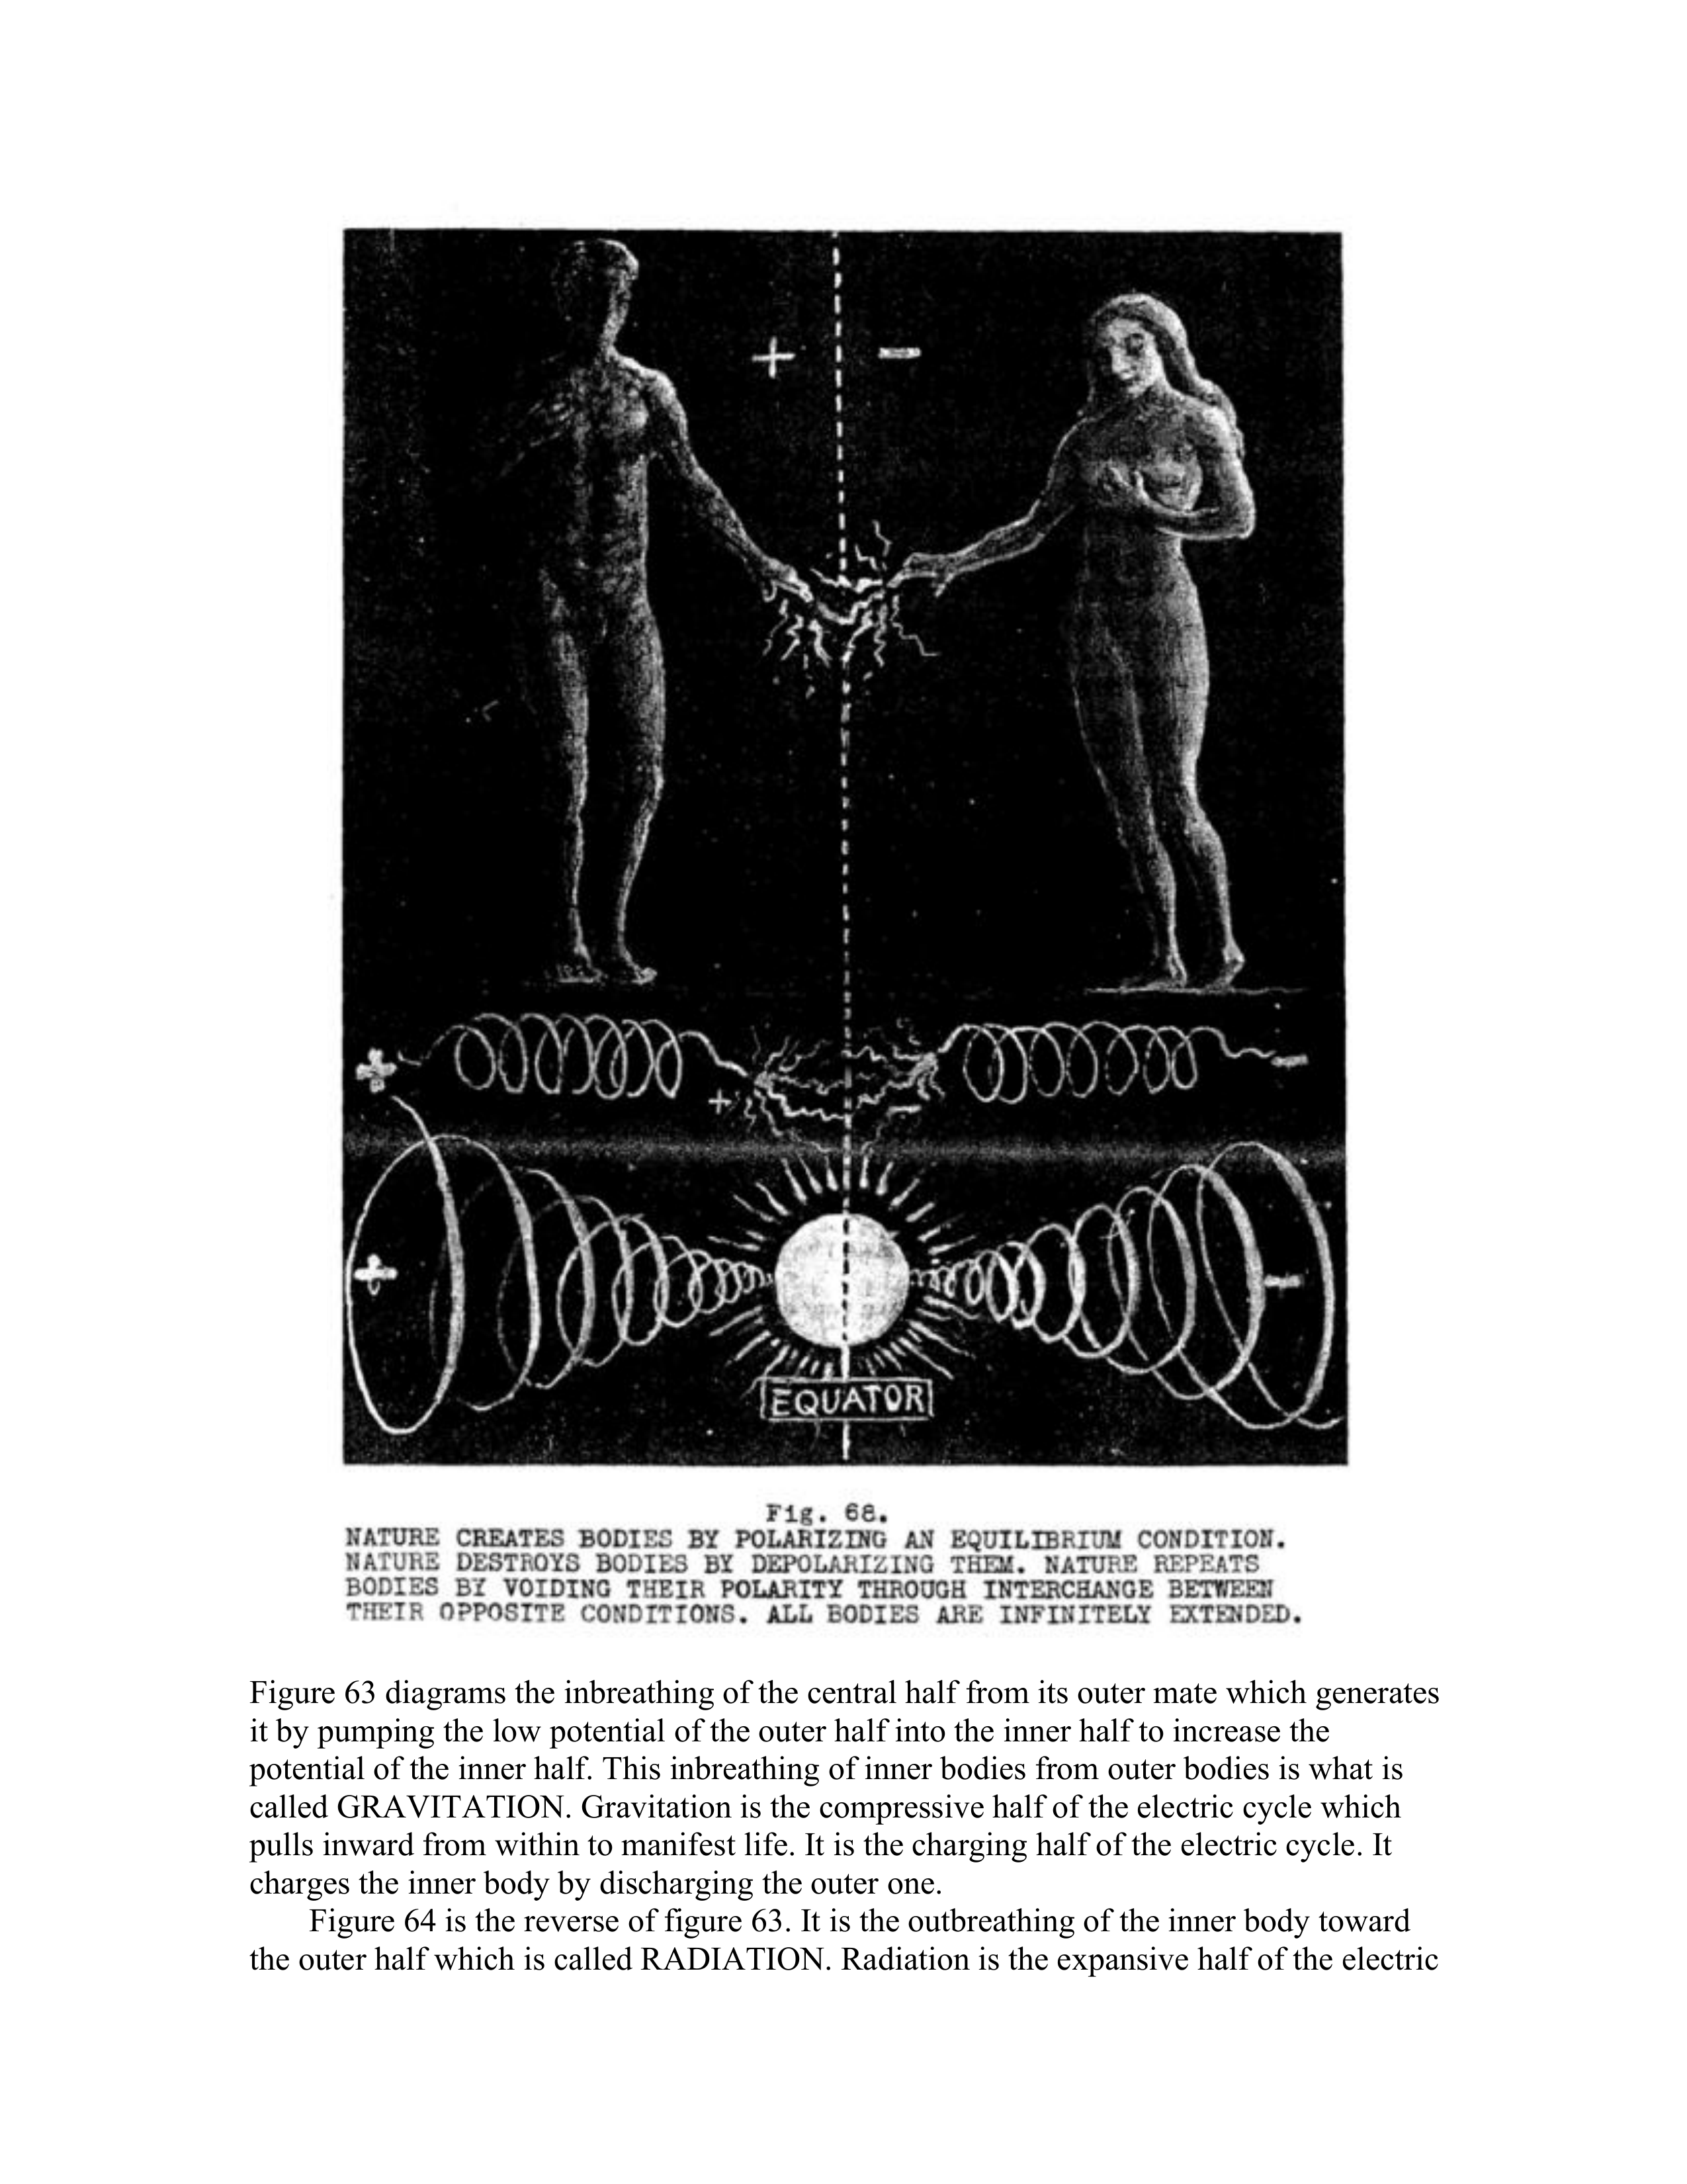 + -
+ -
+ -
+ -
EQUATOR
Fig. 68.
NATURE CREATES BODIES BY POLARIZING AN EQUILIBRIUM CONDITION.
NATURE DESTROYS BODIES BY DEPOLARIZING THEM. NATURE REPEATS
BODIES BY VOIDING THEIR POLARITY THROUGH INTERCHANGE BETWEEN
THEIR OPPOSITE CONDITIONS. ALL BODIES ARE INFINITELY EXTENDED.
Figure 63 diagrams the inbreathing of the central half from its outer mate which generates
it by pumping the low potential of the outer half into the inner half to increase the
potential of the inner half. This inbreathing of inner bodies from outer bodies is what is
called GRAVITATION. Gravitation is the compressive half of the electric cycle which
pulls inward from within to manifest life. It is the charging half of the electric cycle. It
charges the inner body by discharging the outer one.
Figure 64 is the reverse of figure 63. It is the outbreathing of the inner body toward
the outer half which is called RADIATION. Radiation is the expansive half of the electric